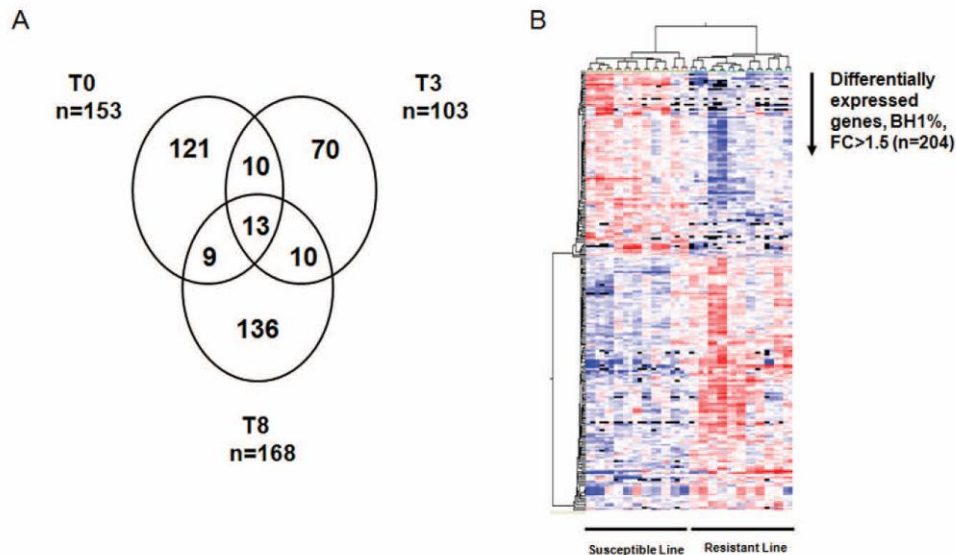 A
T0
n=153
T3
n=103
121
10
70
13
9
10
136
T8
n=168
B
Differentially
expressed
genes, BH1%,
FC>1.5 (n=204)
Susceptible Line
Resistant Line